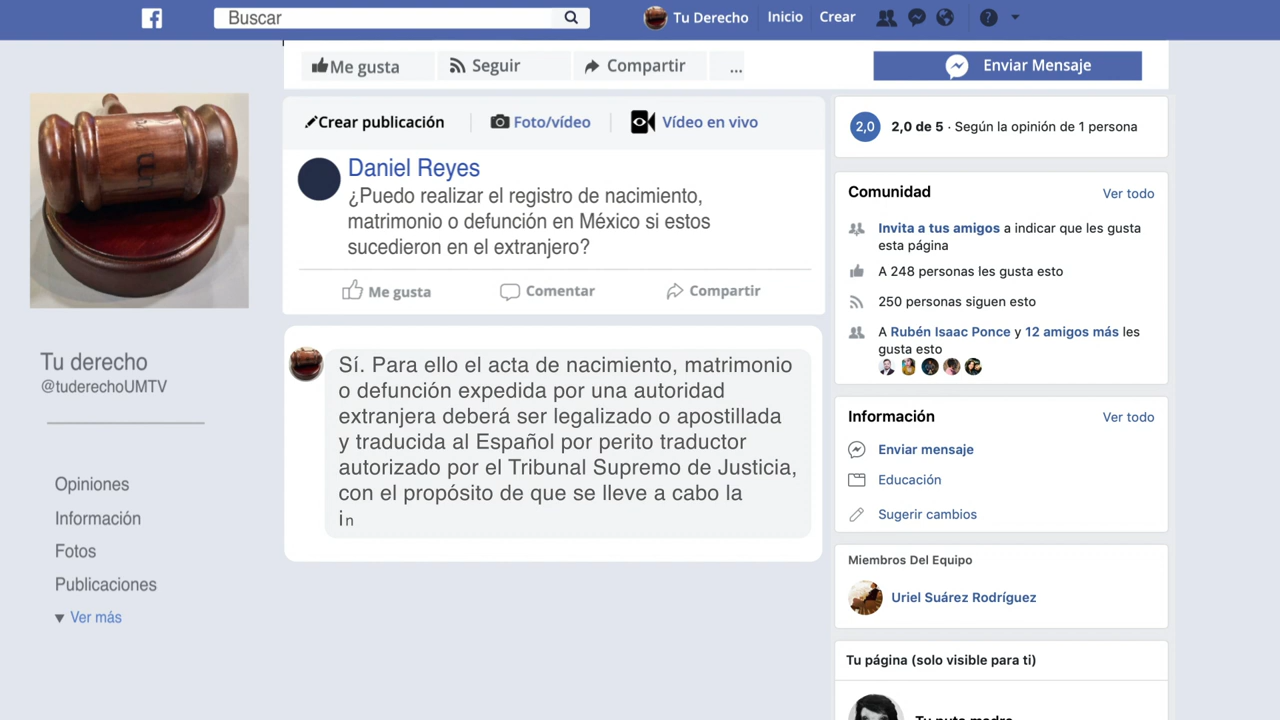 Buscar
Tu Derecho
Inicio
Crear
Me gusta
Seguir
Compartir
...
Enviar Mensaje
Crear publicación
Foto/vídeo
Vídeo en vivo
Daniel Reyes
¿Puedo realizar el registro de nacimiento,
matrimonio o defunción en México si estos
sucedieron en el extranjero?
Me gusta
Comentar
Compartir
Sí. Para ello el acta de nacimiento, matrimonio
o defunción expedida por una autoridad
extranjera deberá ser legalizado o apostillada
y traducida al Español por perito traductor
autorizado por el Tribunal Supremo de Justicia,
con el propósito de que se lleve a cabo la
in
Tu derecho
@tuderechoUMTV
Opiniones
Información
Fotos
Publicaciones
Ver más
2,0
2,0 de 5 · Según la opinión de 1 persona
Comunidad
Ver todo
Invita a tus amigos a indicar que les gusta
esta página
A 248 personas les gusta esto
250 personas siguen esto
A Rubén Isaac Ponce y 12 amigos más les
gusta esto
Información
Ver todo
Enviar mensaje
Educación
Sugerir cambios
Miembros Del Equipo
Uriel Suárez Rodríguez
Tu página (solo visible para ti)
Tu puto madre